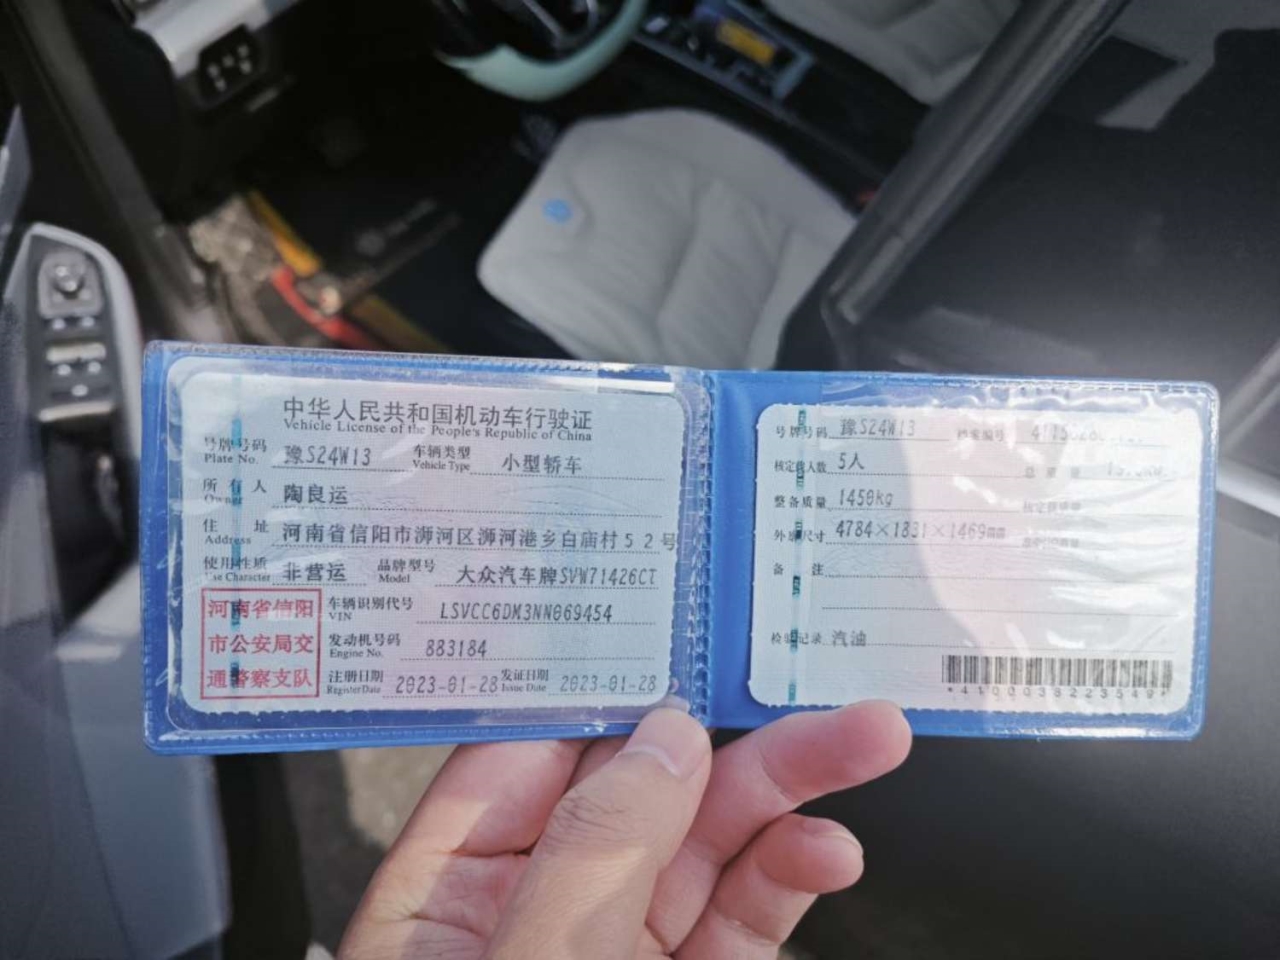 中华人民共和国机动车行驶证
Vehicle License of the People's Republic of China
号牌号码 豫S24W13 车辆类型 小型轿车
Plate No. Vehicle Type
所有人 陶良运
Owner
住址 河南省信阳市浉河区浉河港乡白庙村52号
Address
使用性质 非营运 品牌型号 大众汽车牌SVW71426CT
Use Character Model
河南省信阳
市公安局交
通警察支队
车辆识别代号 LSVCC6DM3NN069454
VIN
发动机号码 883184
Engine No.
注册日期 2023-01-28 发证日期 2023-01-28
Register Date Issue Date
号牌号码 豫S24W13 档案编号
核定载人数 5人 总质量
整备质量 1450kg 核定载质量
外廓尺寸 4784×1831×1469mm
备注
检验记录 汽油
*4100038223549*